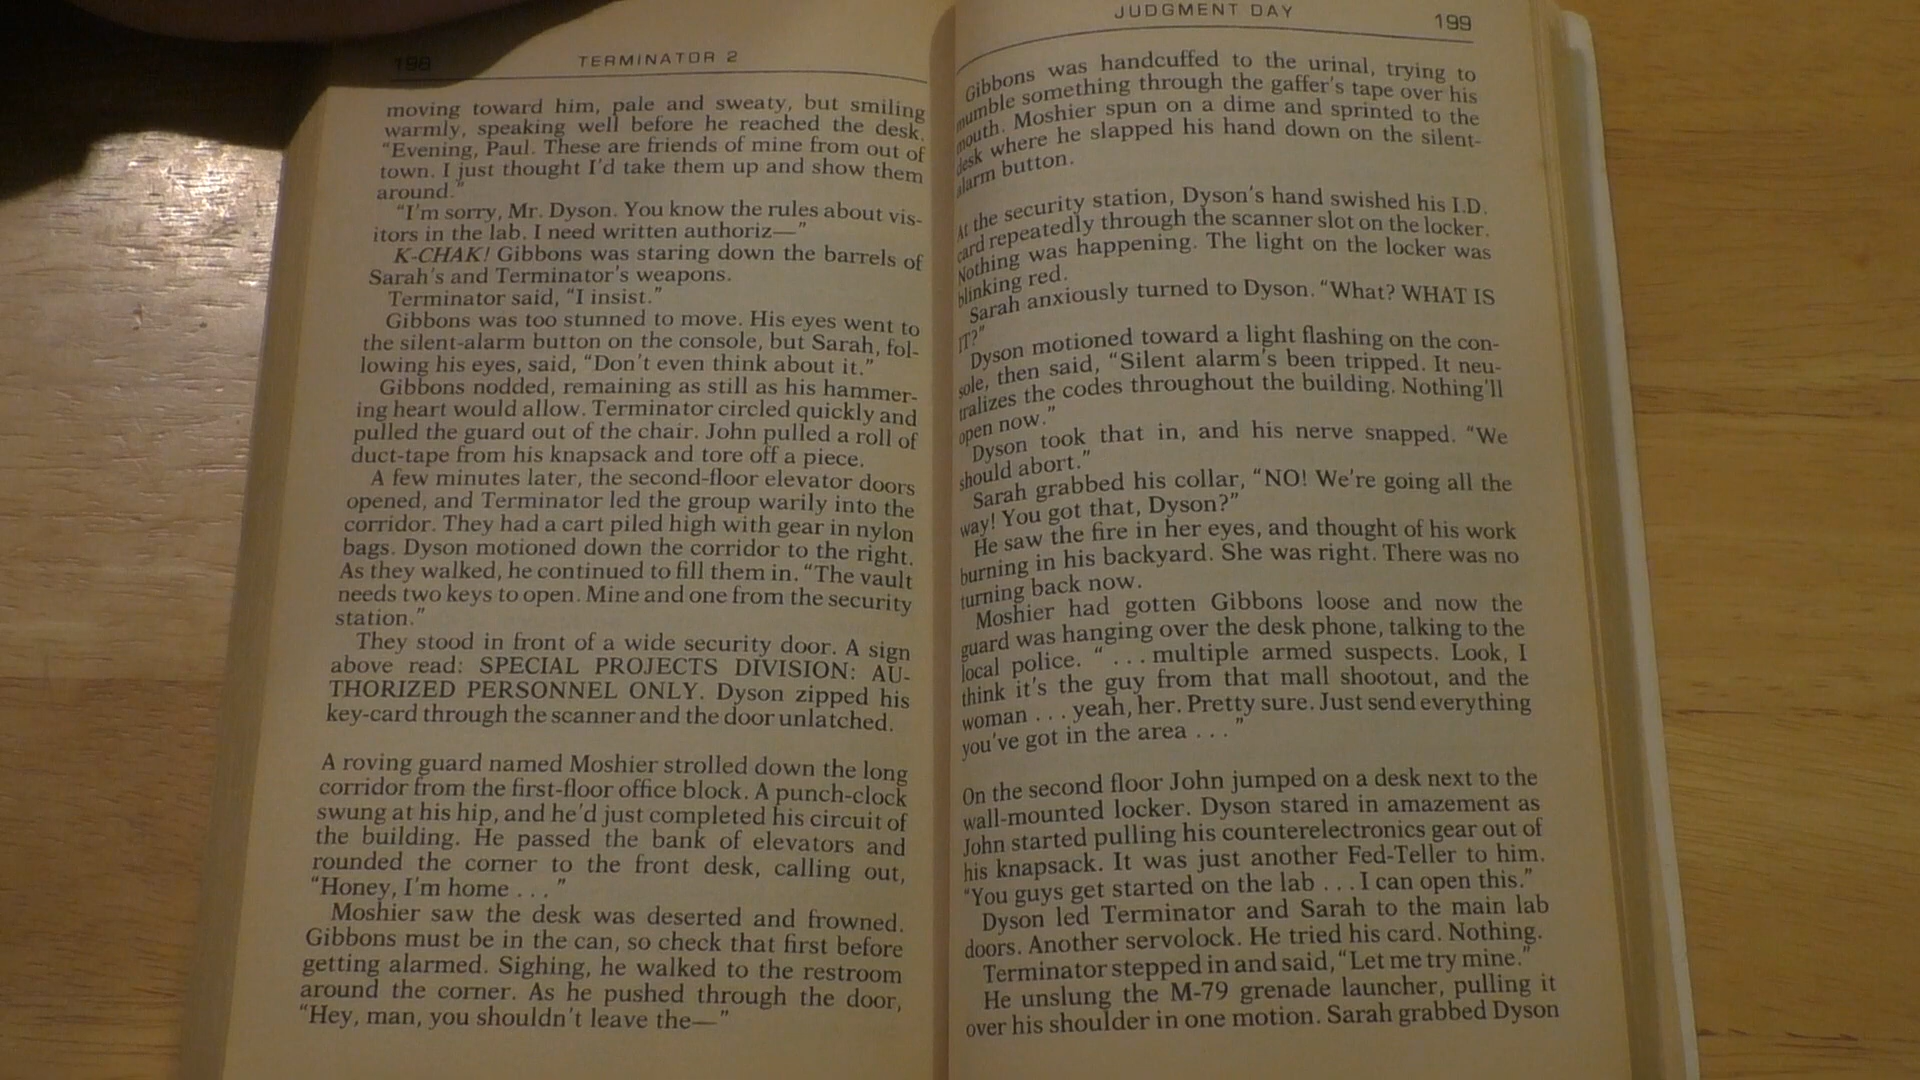 198
TERMINATOR 2
moving toward him, pale and sweaty, but smiling
warmly, speaking well before he reached the desk.
“Evening, Paul. These are friends of mine from out of
town. I just thought I'd take them up and show them
around.”
“I'm sorry, Mr. Dyson. You know the rules about vis-
itors in the lab. I need written authoriz—”
K-CHAK! Gibbons was staring down the barrels of
Sarah's and Terminator's weapons.
Terminator said, “I insist.”
Gibbons was too stunned to move. His eyes went to
the silent-alarm button on the console, but Sarah, fol-
lowing his eyes, said, “Don't even think about it.”
Gibbons nodded, remaining as still as his hammer-
ing heart would allow. Terminator circled quickly and
pulled the guard out of the chair. John pulled a roll of
duct-tape from his knapsack and tore off a piece.
A few minutes later, the second-floor elevator doors
opened, and Terminator led the group warily into the
corridor. They had a cart piled high with gear in nylon
bags. Dyson motioned down the corridor to the right.
As they walked, he continued to fill them in. “The vault
needs two keys to open. Mine and one from the security
station.”
They stood in front of a wide security door. A sign
above read: SPECIAL PROJECTS DIVISION: AU-
THORIZED PERSONNEL ONLY. Dyson zipped his
key-card through the scanner and the door unlatched.
A roving guard named Moshier strolled down the long
corridor from the first-floor office block. A punch-clock
swung at his hip, and he'd just completed his circuit of
the building. He passed the bank of elevators and
rounded the corner to the front desk, calling out,
“Honey, I'm home . . . ”
Moshier saw the desk was deserted and frowned.
Gibbons must be in the can, so check that first before
getting alarmed. Sighing, he walked to the restroom
around the corner. As he pushed through the door,
“Hey, man, you shouldn't leave the—”
JUDGMENT DAY
199
Gibbons was handcuffed to the urinal, trying to
mumble something through the gaffer's tape over his
mouth. Moshier spun on a dime and sprinted to the
desk where he slapped his hand down on the silent-
alarm button.
At the security station, Dyson's hand swished his I.D.
card repeatedly through the scanner slot on the locker.
Nothing was happening. The light on the locker was
blinking red.
Sarah anxiously turned to Dyson. “What? WHAT IS
IT?”
Dyson motioned toward a light flashing on the con-
sole, then said, “Silent alarm's been tripped. It neu-
tralizes the codes throughout the building. Nothing'll
open now.”
Dyson took that in, and his nerve snapped. “We
should abort.”
Sarah grabbed his collar, “NO! We're going all the
way! You got that, Dyson?”
He saw the fire in her eyes, and thought of his work
burning in his backyard. She was right. There was no
turning back now.
Moshier had gotten Gibbons loose and now the
guard was hanging over the desk phone, talking to the
local police. “ . . . multiple armed suspects. Look, I
think it's the guy from that mall shootout, and the
woman . . . yeah, her. Pretty sure. Just send everything
you've got in the area . . . ”
On the second floor John jumped on a desk next to the
wall-mounted locker. Dyson stared in amazement as
John started pulling his counterelectronics gear out of
his knapsack. It was just another Fed-Teller to him.
“You guys get started on the lab . . . I can open this.”
Dyson led Terminator and Sarah to the main lab
doors. Another servolock. He tried his card. Nothing.
Terminator stepped in and said, “Let me try mine.”
He unslung the M-79 grenade launcher, pulling it
over his shoulder in one motion. Sarah grabbed Dyson